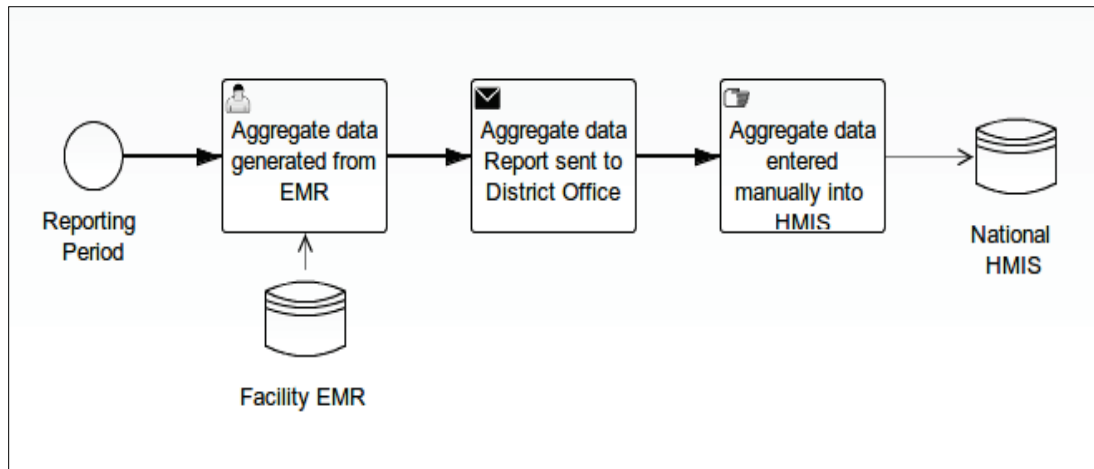 Reporting
Period
Aggregate data
generated from
EMR
Aggregate data
Report sent to
District Office
Aggregate data
entered
manually into
HMIS
National
HMIS
Facility EMR